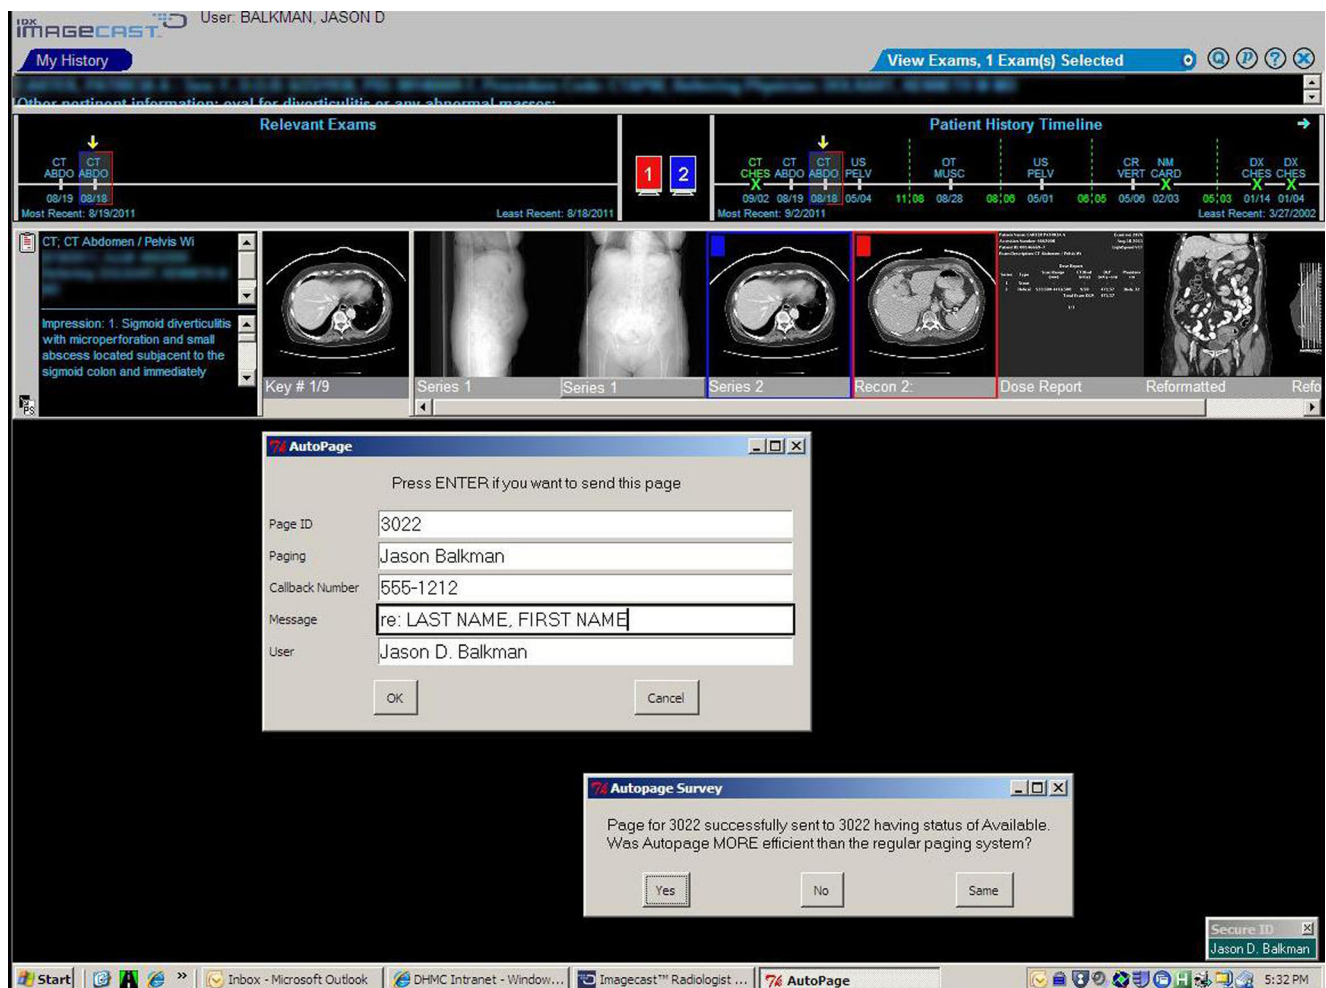 IDX
IMAGECAST
User: BALKMAN, JASON D
My History
View Exams, 1 Exam(s) Selected
Q P ? X
Other pertinent information: eval for diverticulitis or any abnormal masses:
Relevant Exams
CT ABDO 08/19
CT ABDO 08/18
Most Recent: 8/19/2011
Least Recent: 8/18/2011
1 2
Patient History Timeline
CT CHES 09/02
CT ABDO 08/19
CT ABDO 08/18
US PELV 05/04
11:08
OT MUSC 08/28
08:06
US PELV 05/01
06:05
CR VERT 05/06
NM CARD 02/03
05:03
DX CHES 01/14
DX CHES 01/04
Most Recent: 9/2/2011
Least Recent: 3/27/2002
CT; CT Abdomen / Pelvis Wi
Impression: 1. Sigmoid diverticulitis
with microperforation and small
abscess located subjacent to the
sigmoid colon and immediately
PS
Key # 1/9
Series 1
Series 1
Series 2
Recon 2:
Dose Report
Reformatted
Refo
Dose Report
Total Exam DLP:
AutoPage
Press ENTER if you want to send this page
Page ID 3022
Paging Jason Balkman
Callback Number 555-1212
Message re: LAST NAME, FIRST NAME
User Jason D. Balkman
OK Cancel
Autopage Survey
Page for 3022 successfully sent to 3022 having status of Available.
Was Autopage MORE efficient than the regular paging system?
Yes No Same
Secure ID
Jason D. Balkman
Start
Inbox - Microsoft Outlook
DHMC Intranet - Window...
Imagecast™ Radiologist ...
AutoPage
5:32 PM